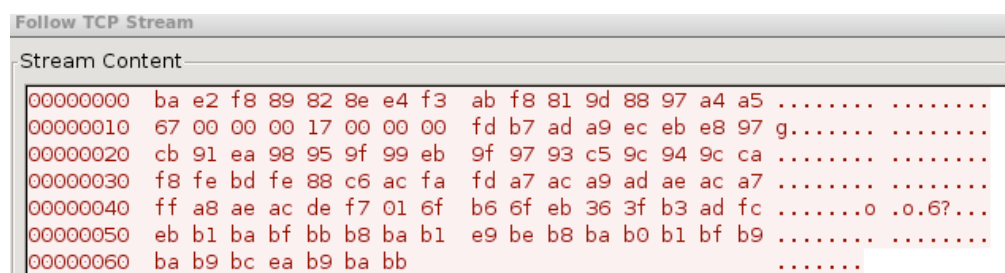 Follow TCP Stream
Stream Content
00000000 ba e2 f8 89 82 8e e4 f3 ab f8 81 9d 88 97 a4 a5 ........ ........
00000010 67 00 00 00 17 00 00 00 fd b7 ad a9 ec eb e8 97 g....... ........
00000020 cb 91 ea 98 95 9f 99 eb 9f 97 93 c5 9c 94 9c ca ........ ........
00000030 f8 fe bd fe 88 c6 ac fa fd a7 ac a9 ad ae ac a7 ........ ........
00000040 ff a8 ae ac de f7 01 6f b6 6f eb 36 3f b3 ad fc .......o .o.6?...
00000050 eb b1 ba bf bb b8 ba b1 e9 be b8 ba b0 b1 bf b9 ........ ........
00000060 ba b9 bc ea b9 ba bb .......